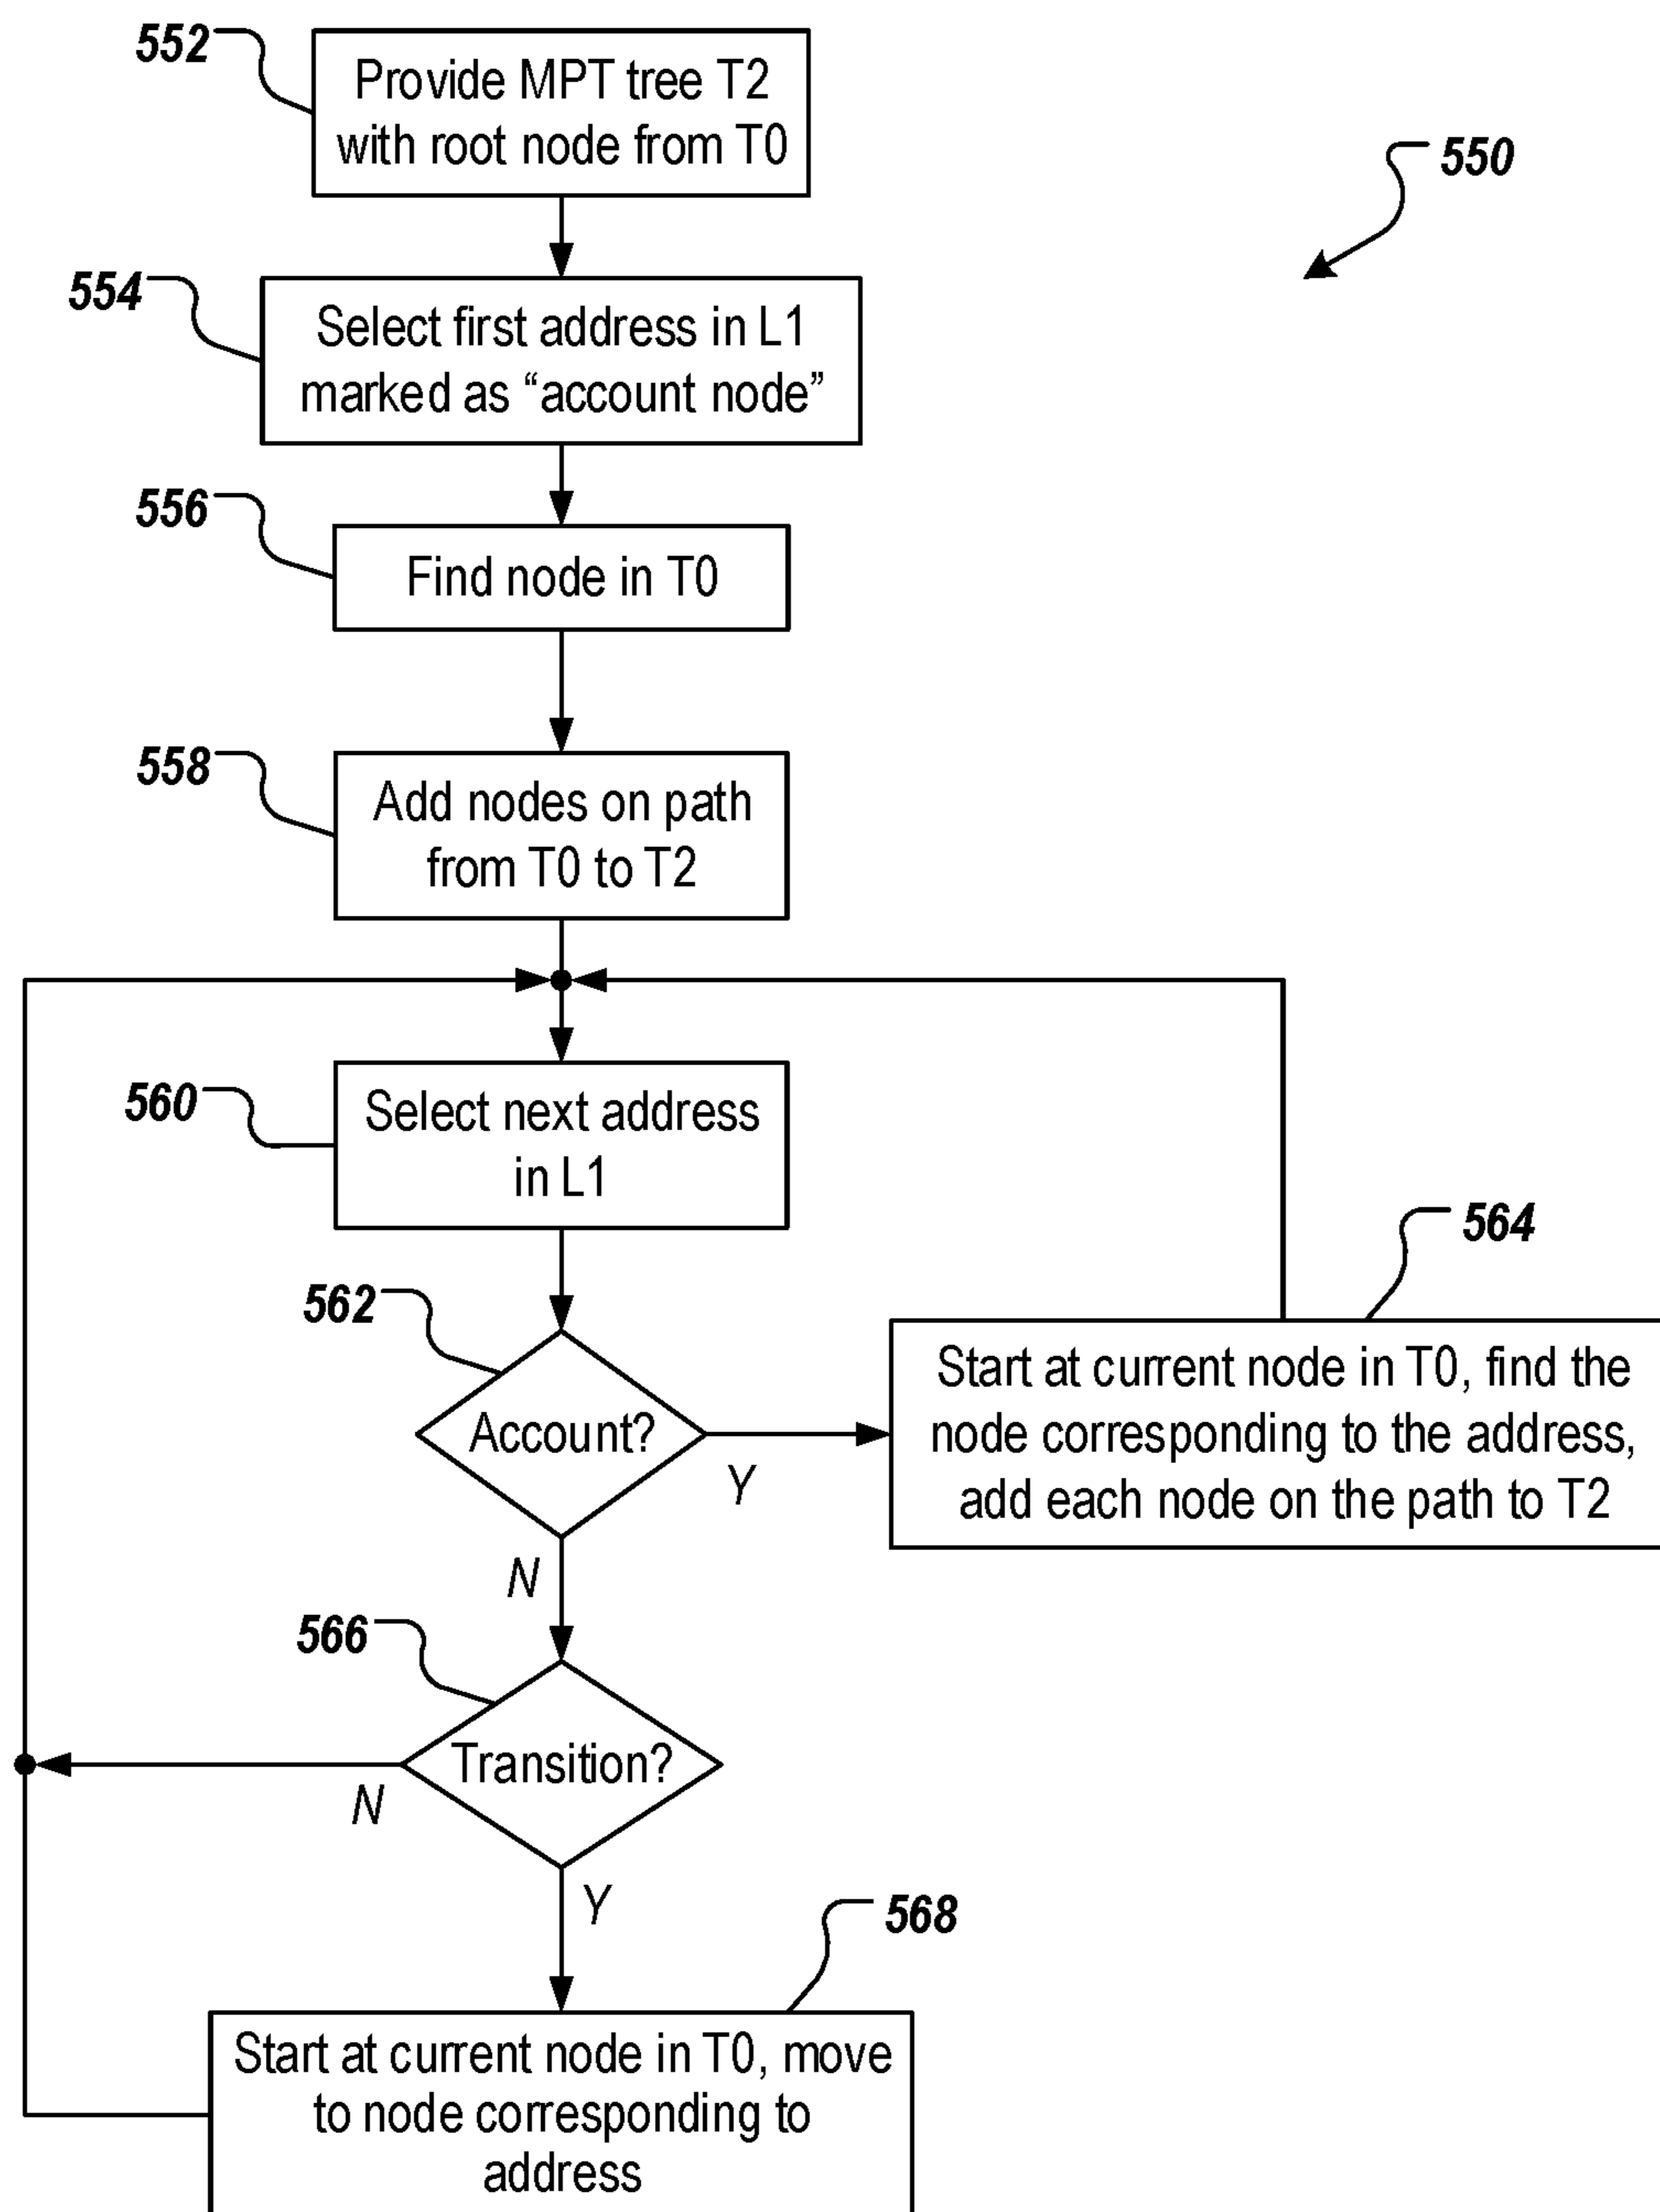 552
Provide MPT tree T2
with root node from T0
550
554
Select first address in L1
marked as “account node”
556
Find node in T0
558
Add nodes on path
from T0 to T2
560
Select next address
in L1
562
Account?
Y
N
564
Start at current node in T0, find the
node corresponding to the address,
add each node on the path to T2
566
Transition?
N
Y
568
Start at current node in T0, move
to node corresponding to
address